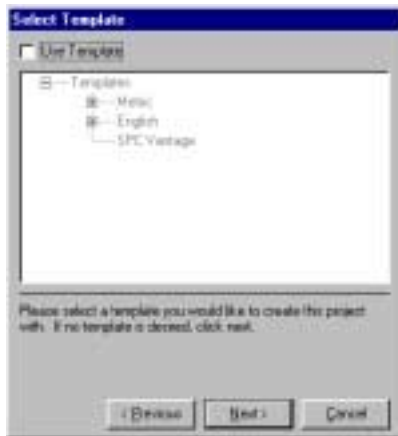 Select Template
Use Template
Templates
Metric
English
SPC Vantage
Please select a template you would like to create this project
with. If no template is desired, click next.
< Previous
Next >
Cancel